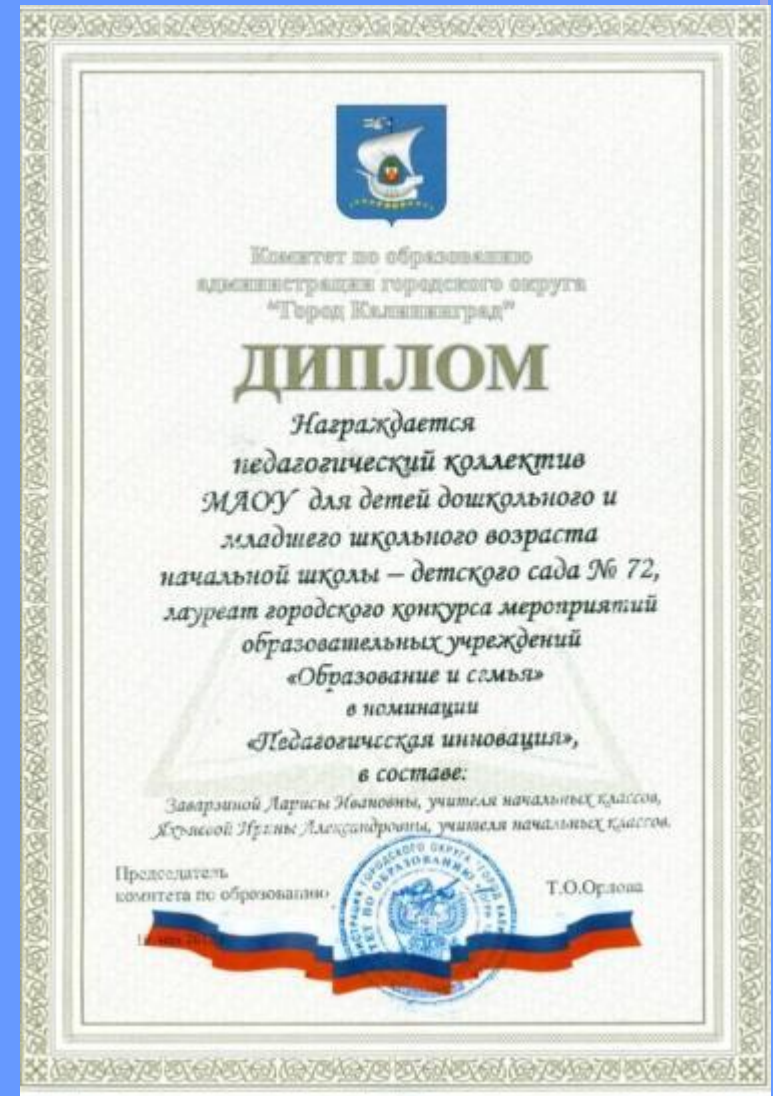 Комитет по образованию
администрации городского округа
"Город Калининград"
ДИПЛОМ
Награждается
педагогический коллектив
МАОУ для детей дошкольного и
младшего школьного возраста
начальной школы – детского сада № 72,
лауреат городского конкурса мероприятий
образовательных учреждений
«Образование и семья»
в номинации
«Педагогическая инновация»,
в составе:
Заварзиной Ларисы Ивановны, учителя начальных классов,
Ирины Александровны, учителя начальных классов.
Председатель
комитета по образованию
Т.О.Орлова